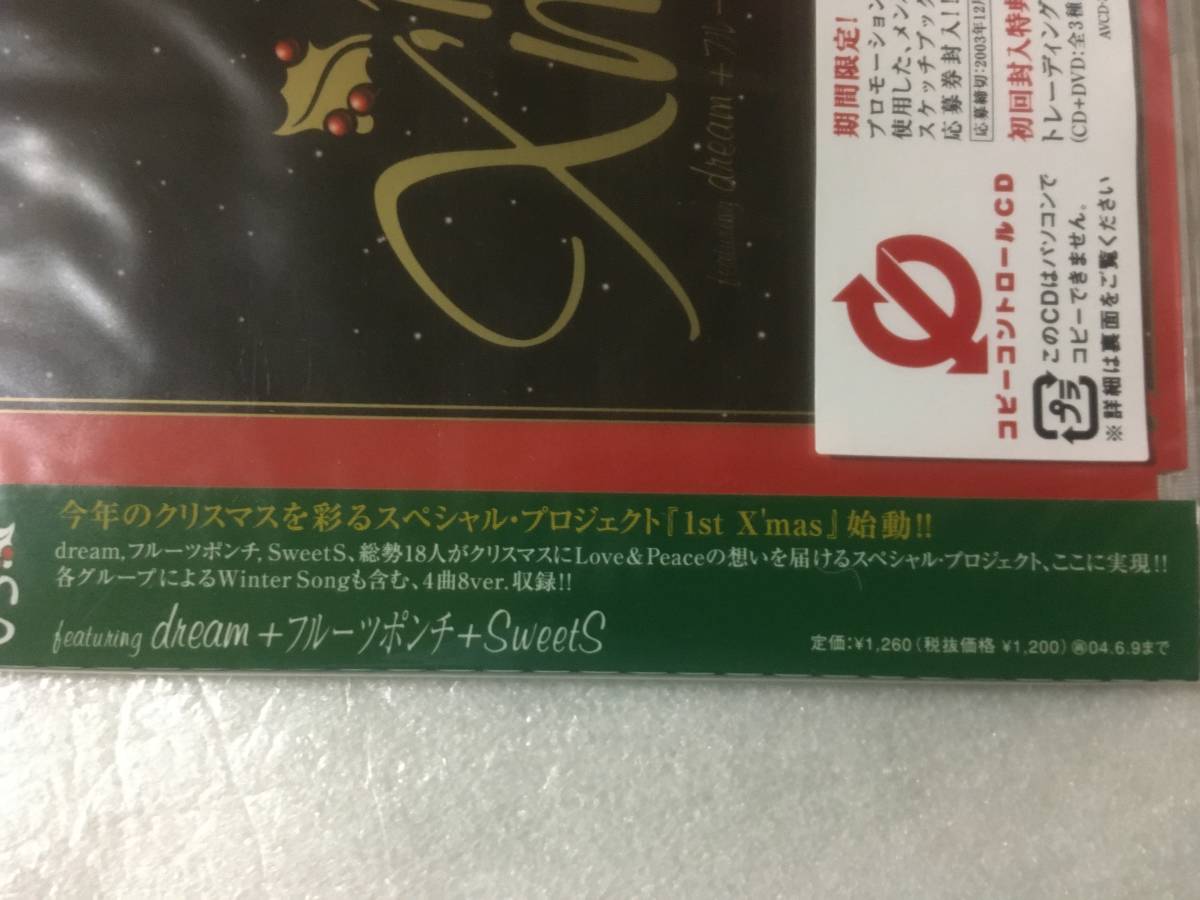 X'm
featuring dream + フルー
期間限定!
プロモーション
使用した、メン
スケッチブック
応募券封入!!
応募締切:2003年12月
初回封入特典
トレーディング
(CD+DVD:全3種
AVCD-
コピーコントロールCD
このCDはパソコンで
コピーできません。
※詳細は裏面をご覧ください
今年のクリスマスを彩るスペシャル・プロジェクト『1st X'mas』始動!!
dream, フルーツポンチ, SweetS、総勢18人がクリスマスにLove&Peaceの想いを届けるスペシャル・プロジェクト、ここに実現!!
各グループによるWinter Songも含む、4曲8ver. 収録!!
featuring dream+フルーツポンチ+SweetS
定価:¥1,260(税抜価格 ¥1,200)㊢04.6.9まで